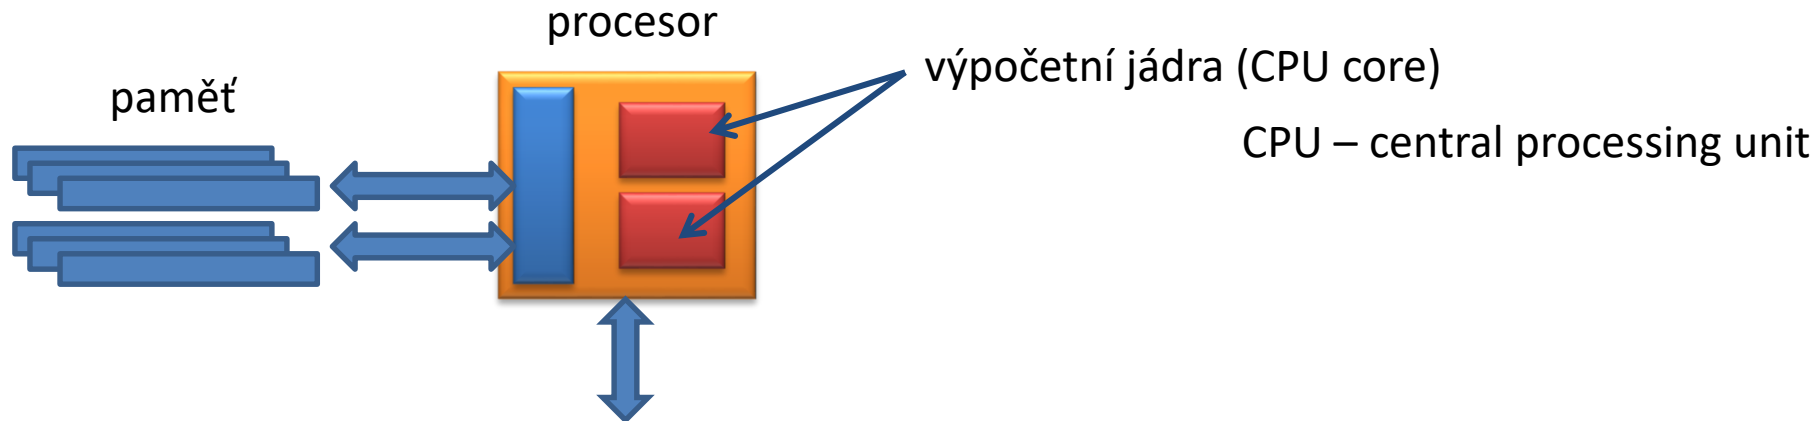 procesor
výpočetní jádra (CPU core)
paměť
CPU – central processing unit